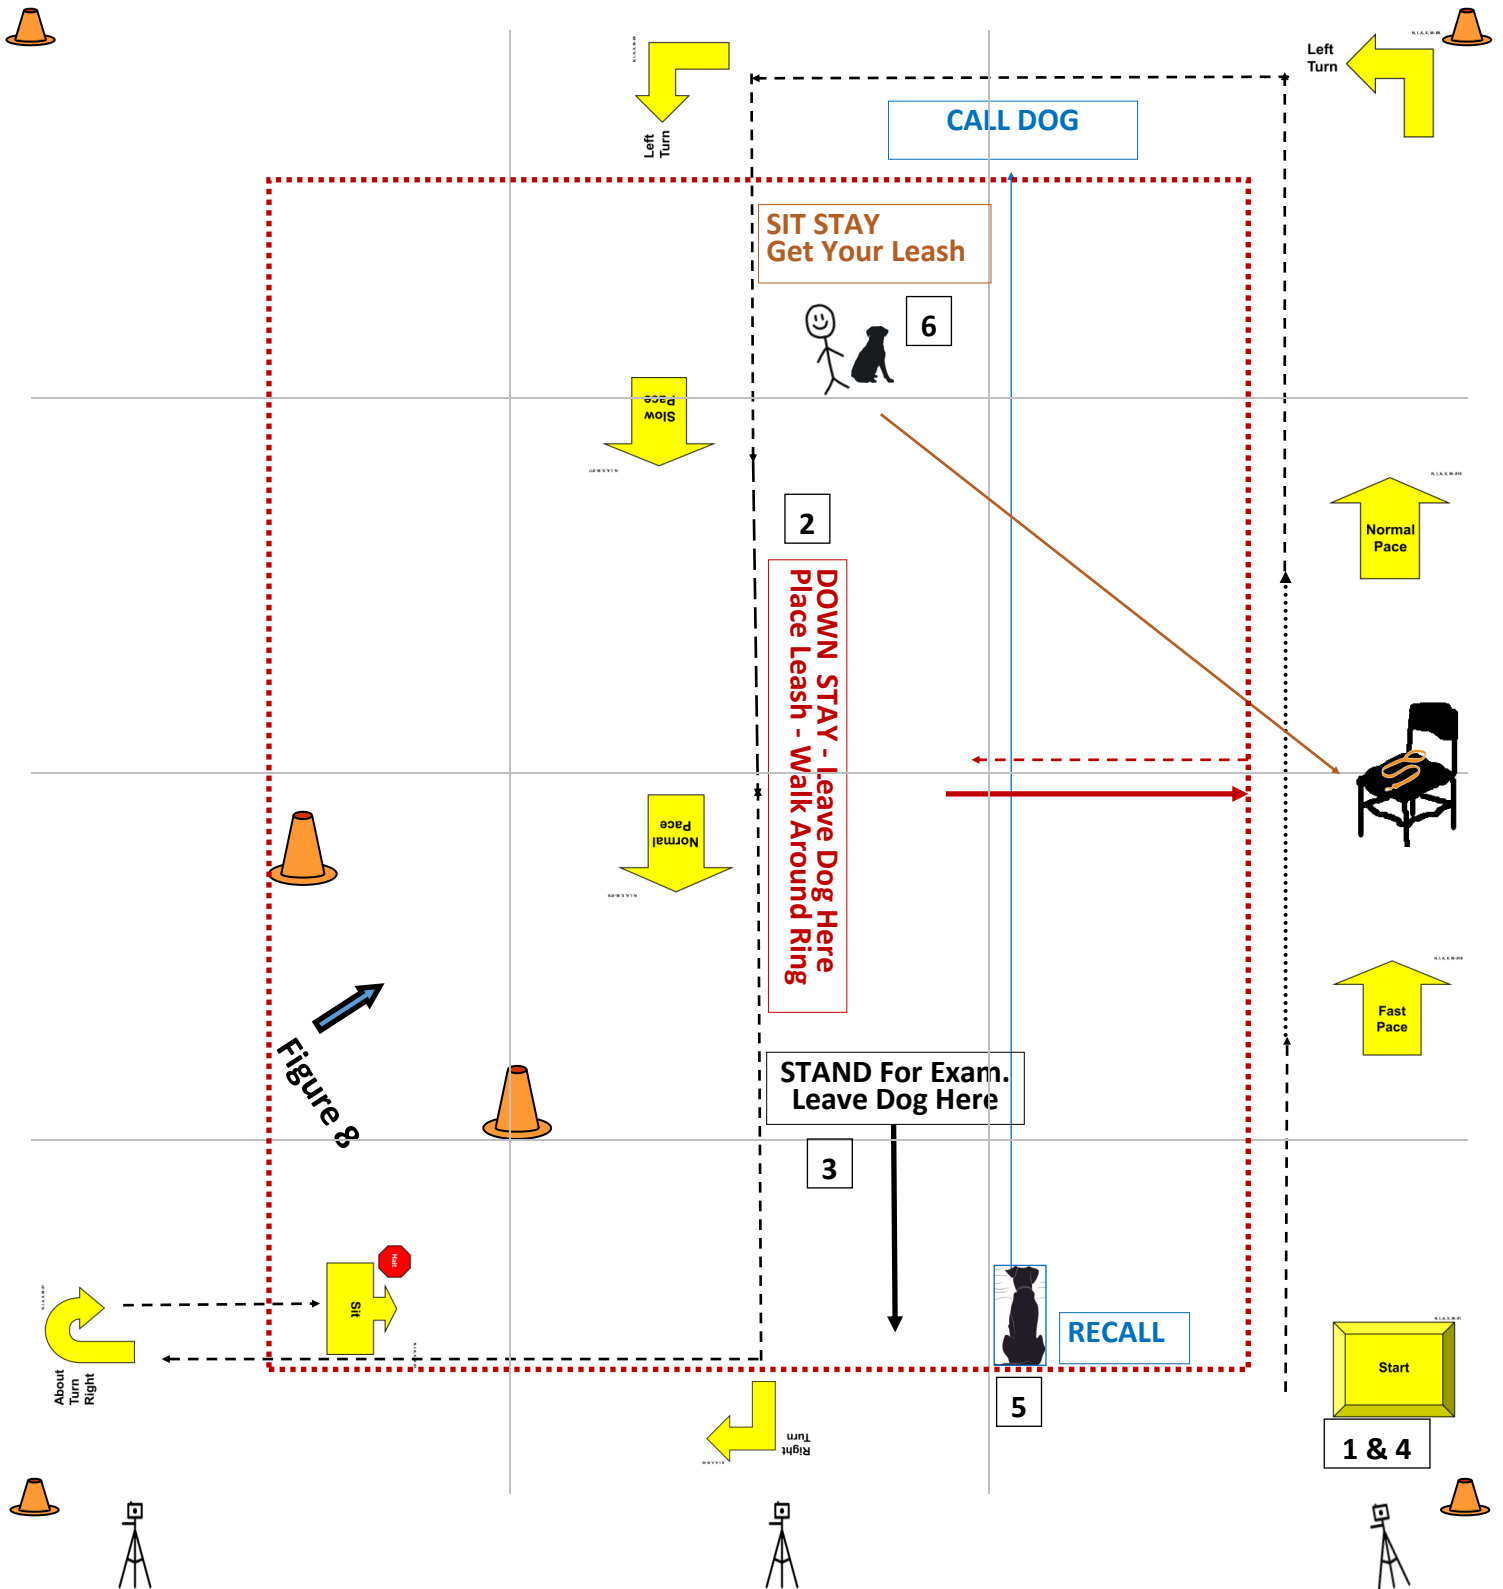 Left
Turn
Left
Turn
CALL DOG
SIT STAY
Get Your Leash
6
Slow
Pace
2
DOWN STAY - Leave Dog Here
Place Leash - Walk Around Ring
Normal
Pace
Normal
Pace
Fast
Pace
Figure 8
STAND For Exam.
Leave Dog Here
3
Halt
Sit
About
Turn
Right
RECALL
5
Right
Turn
Start
1 & 4